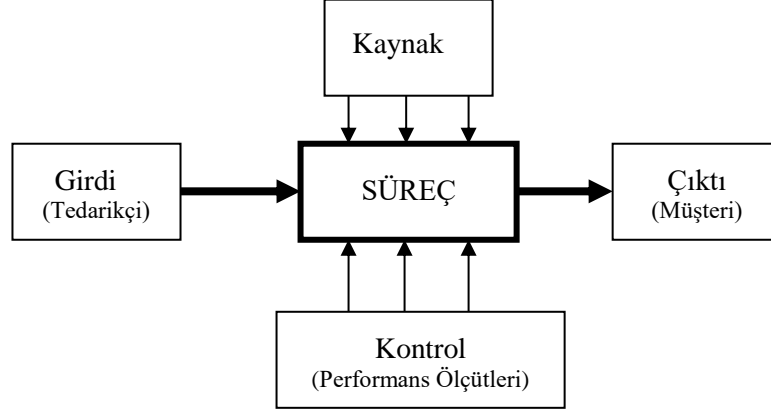 Kaynak
Girdi
(Tedarikçi)
SÜREÇ
Çıktı
(Müşteri)
Kontrol
(Performans Ölçütleri)